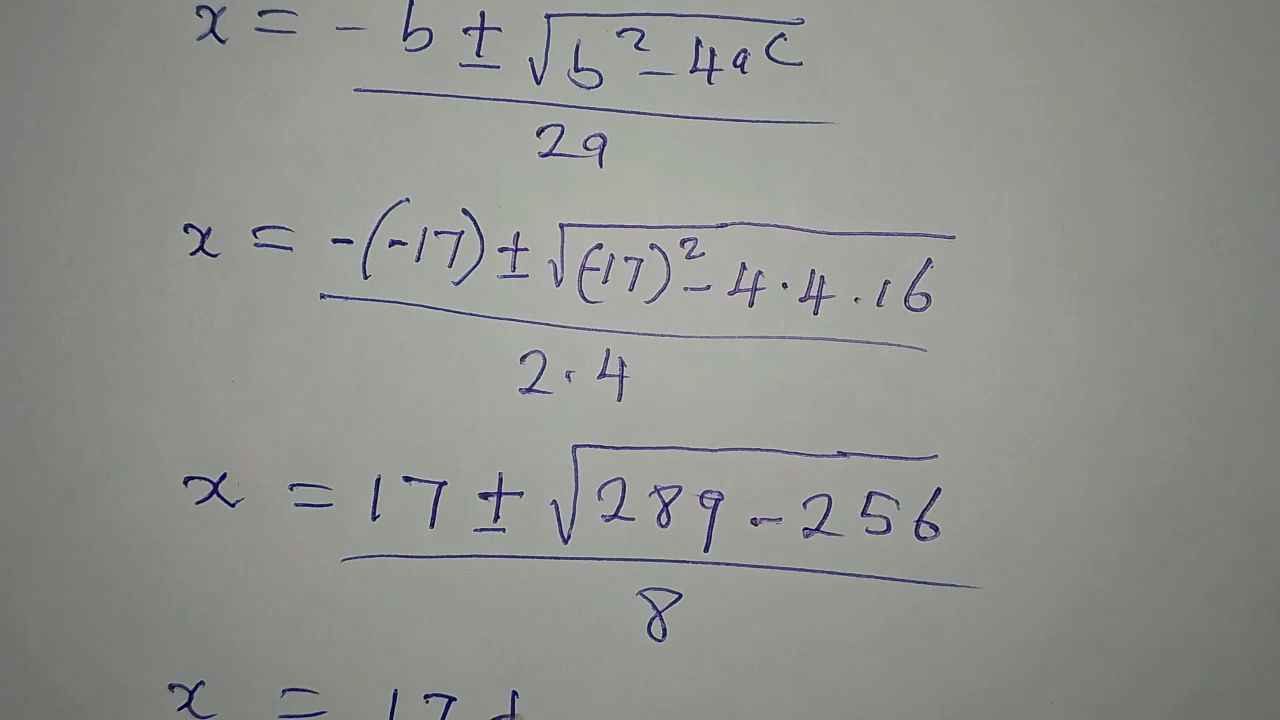 x = - b ± √b² - 4ac
2a
x = -(-17) ± √(-17)² - 4·4·16
2·4
x = 17 ± √289 - 256
8
x = 17 ±